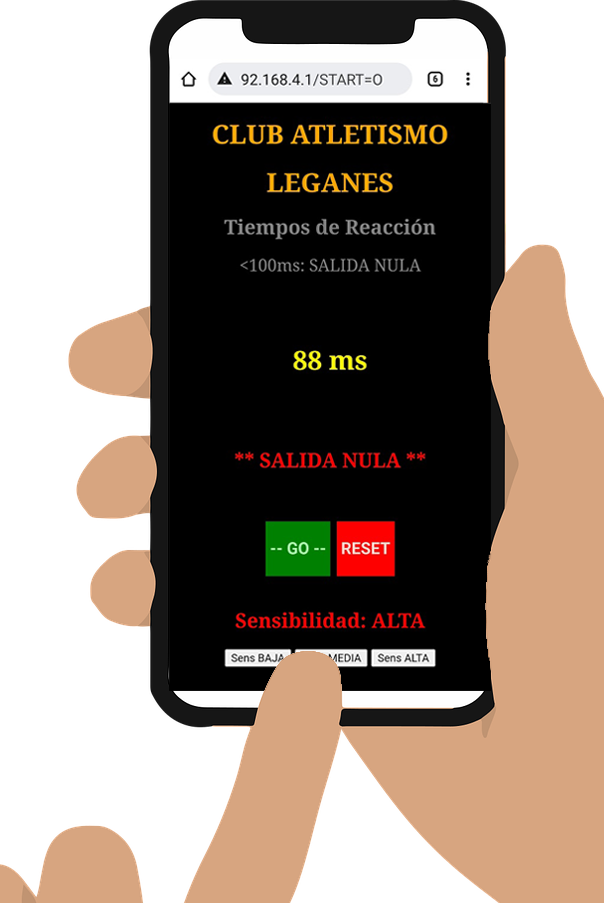 92.168.4.1/START=O
6
CLUB ATLETISMO
LEGANES
Tiempos de Reacción
<100ms: SALIDA NULA
88 ms
** SALIDA NULA **
-- GO -- RESET
Sensibilidad: ALTA
Sens BAJA MEDIA Sens ALTA